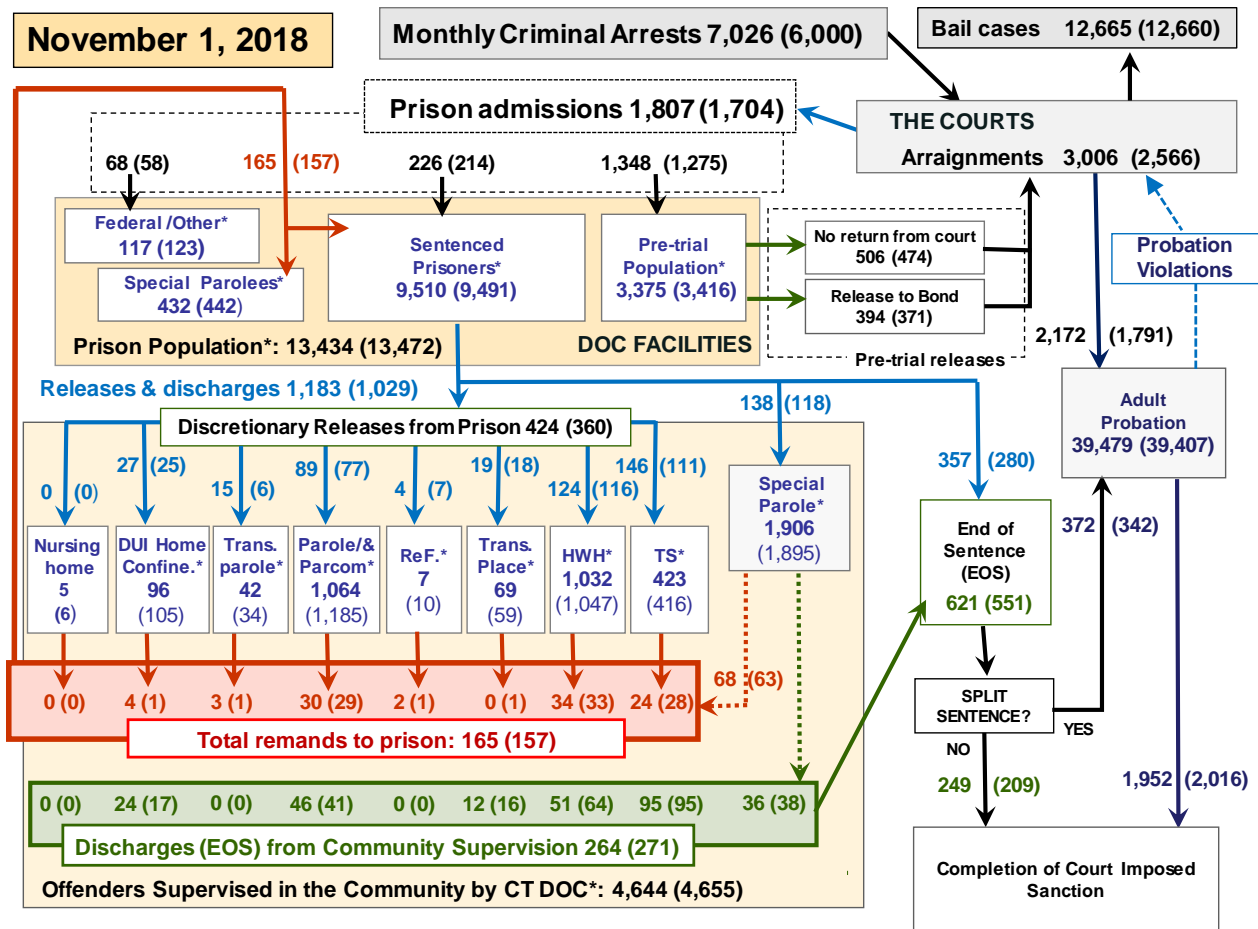 November 1, 2018
Monthly Criminal Arrests 7,026 (6,000)
Bail cases 12,665 (12,660)
Prison admissions 1,807 (1,704)
THE COURTS
Arraignments 3,006 (2,566)
68 (58)
165 (157)
226 (214)
1,348 (1,275)
Federal /Other*
117 (123)
Special Parolees*
432 (442)
Sentenced
Prisoners*
9,510 (9,491)
Pre-trial
Population*
3,375 (3,416)
No return from court
506 (474)
Release to Bond
394 (371)
Pre-trial releases
Probation
Violations
Prison Population*: 13,434 (13,472)
DOC FACILITIES
2,172 (1,791)
Releases & discharges 1,183 (1,029)
138 (118)
Adult
Probation
39,479 (39,407)
Discretionary Releases from Prison 424 (360)
0 (0)
27 (25)
15 (6)
89 (77)
4 (7)
19 (18)
124 (116)
146 (111)
357 (280)
372 (342)
Nursing
home
5
(6)
DUI Home
Confine.*
96
(105)
Trans.
parole*
42
(34)
Parole/&
Parcom*
1,064
(1,185)
ReF.*
7
(10)
Trans.
Place*
69
(59)
HWH*
1,032
(1,047)
TS*
423
(416)
Special
Parole*
1,906
(1,895)
End of
Sentence
(EOS)
621 (551)
0 (0)
4 (1)
3 (1)
30 (29)
2 (1)
0 (1)
34 (33)
24 (28)
68 (63)
Total remands to prison: 165 (157)
SPLIT
SENTENCE?
YES
NO
249 (209)
1,952 (2,016)
0 (0)
24 (17)
0 (0)
46 (41)
0 (0)
12 (16)
51 (64)
95 (95)
36 (38)
Discharges (EOS) from Community Supervision 264 (271)
Offenders Supervised in the Community by CT DOC*: 4,644 (4,655)
Completion of Court Imposed
Sanction